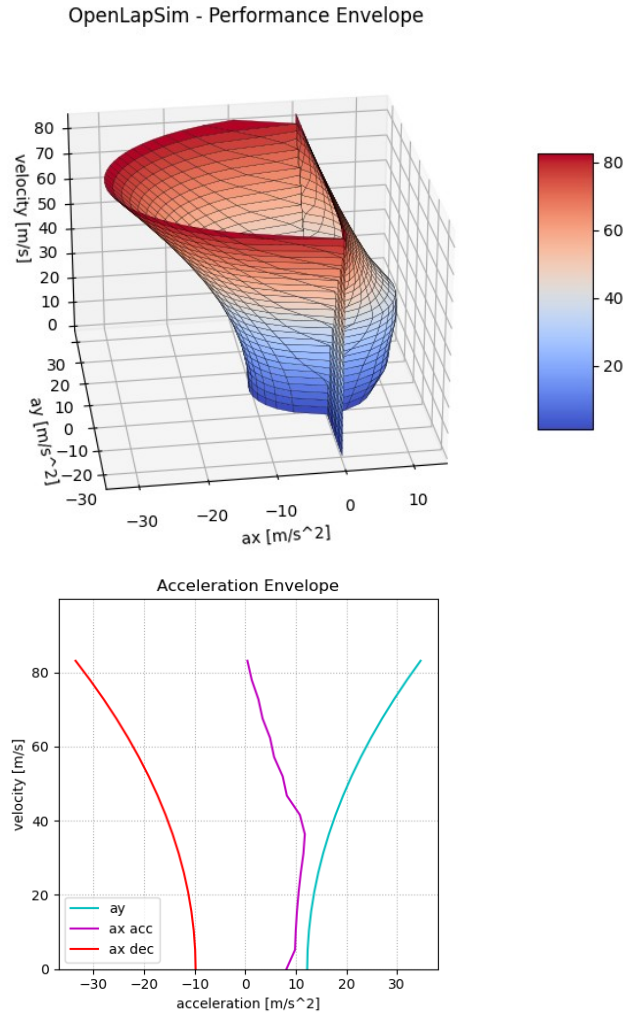 OpenLapSim - Performance Envelope
80
70
60
50
40
30
20
10
0
velocity [m/s]
30
20
10
0
−10
−20
−30
ay [m/s^2]
−30
−20
−10
0
10
ax [m/s^2]
80
60
40
20
Acceleration Envelope
80
60
40
20
0
velocity [m/s]
ay
ax acc
ax dec
−30 −20 −10 0 10 20 30
acceleration [m/s^2]